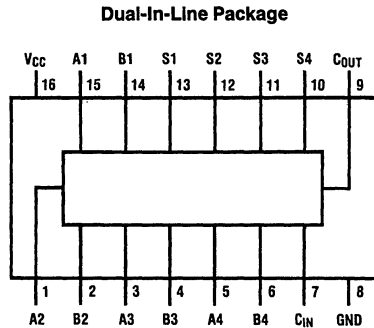 Dual-In-Line Package
VCC A1 B1 S1 S2 S3 S4 COUT
16 15 14 13 12 11 10 9
1 2 3 4 5 6 7 8
A2 B2 A3 B3 A4 B4 CIN GND